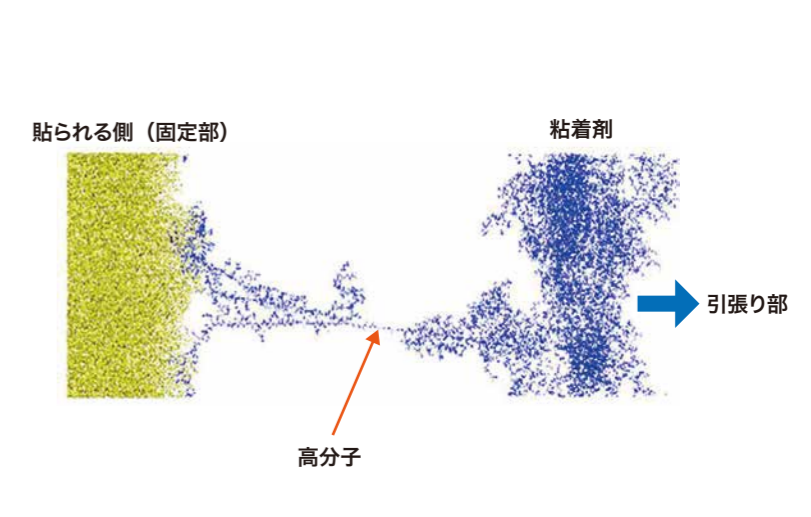 貼られる側（固定部）
粘着剤
引張り部
高分子